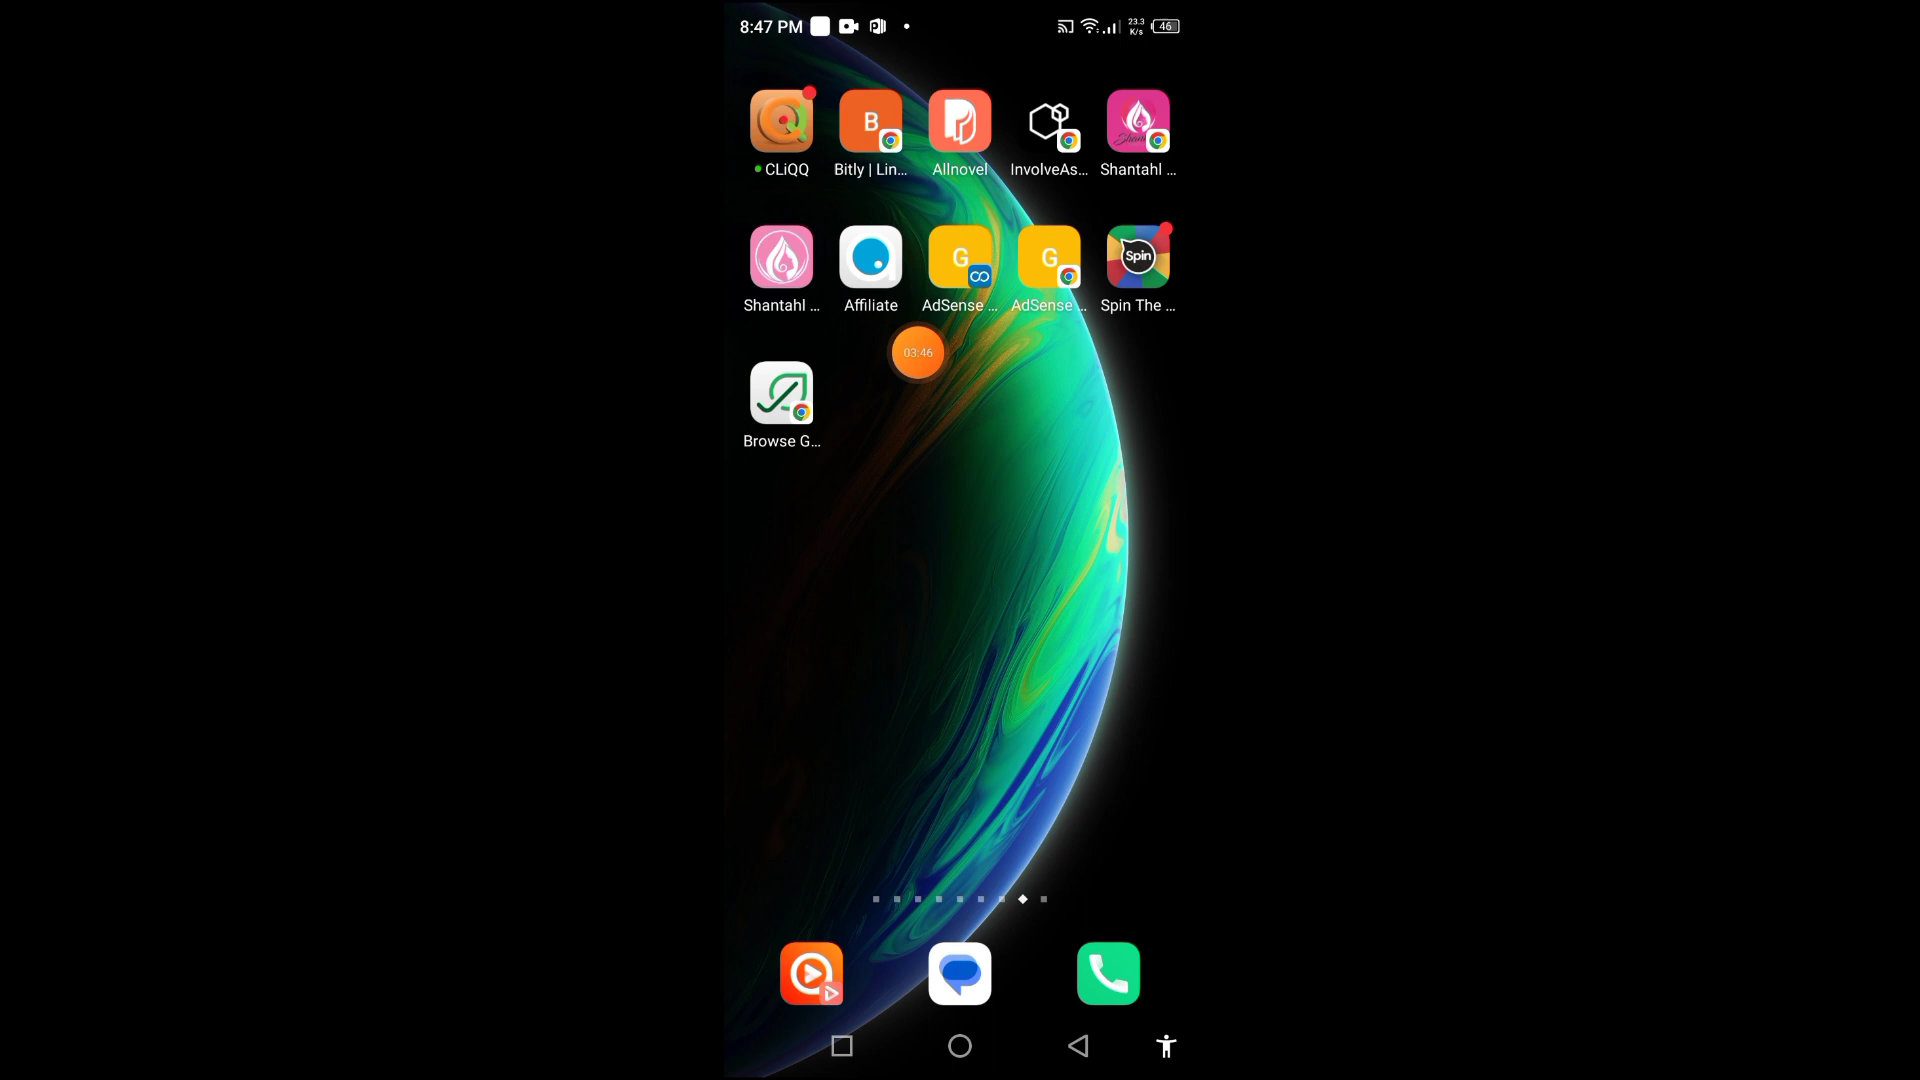 8:47 PM
23.3
K/s
46
B
CLiQQ
Bitly | Lin...
Allnovel
InvolveAs...
Shantahl ...
G
G
Spin
Shantahl ...
Affiliate
AdSense ...
AdSense ...
Spin The ...
03:46
Browse G...